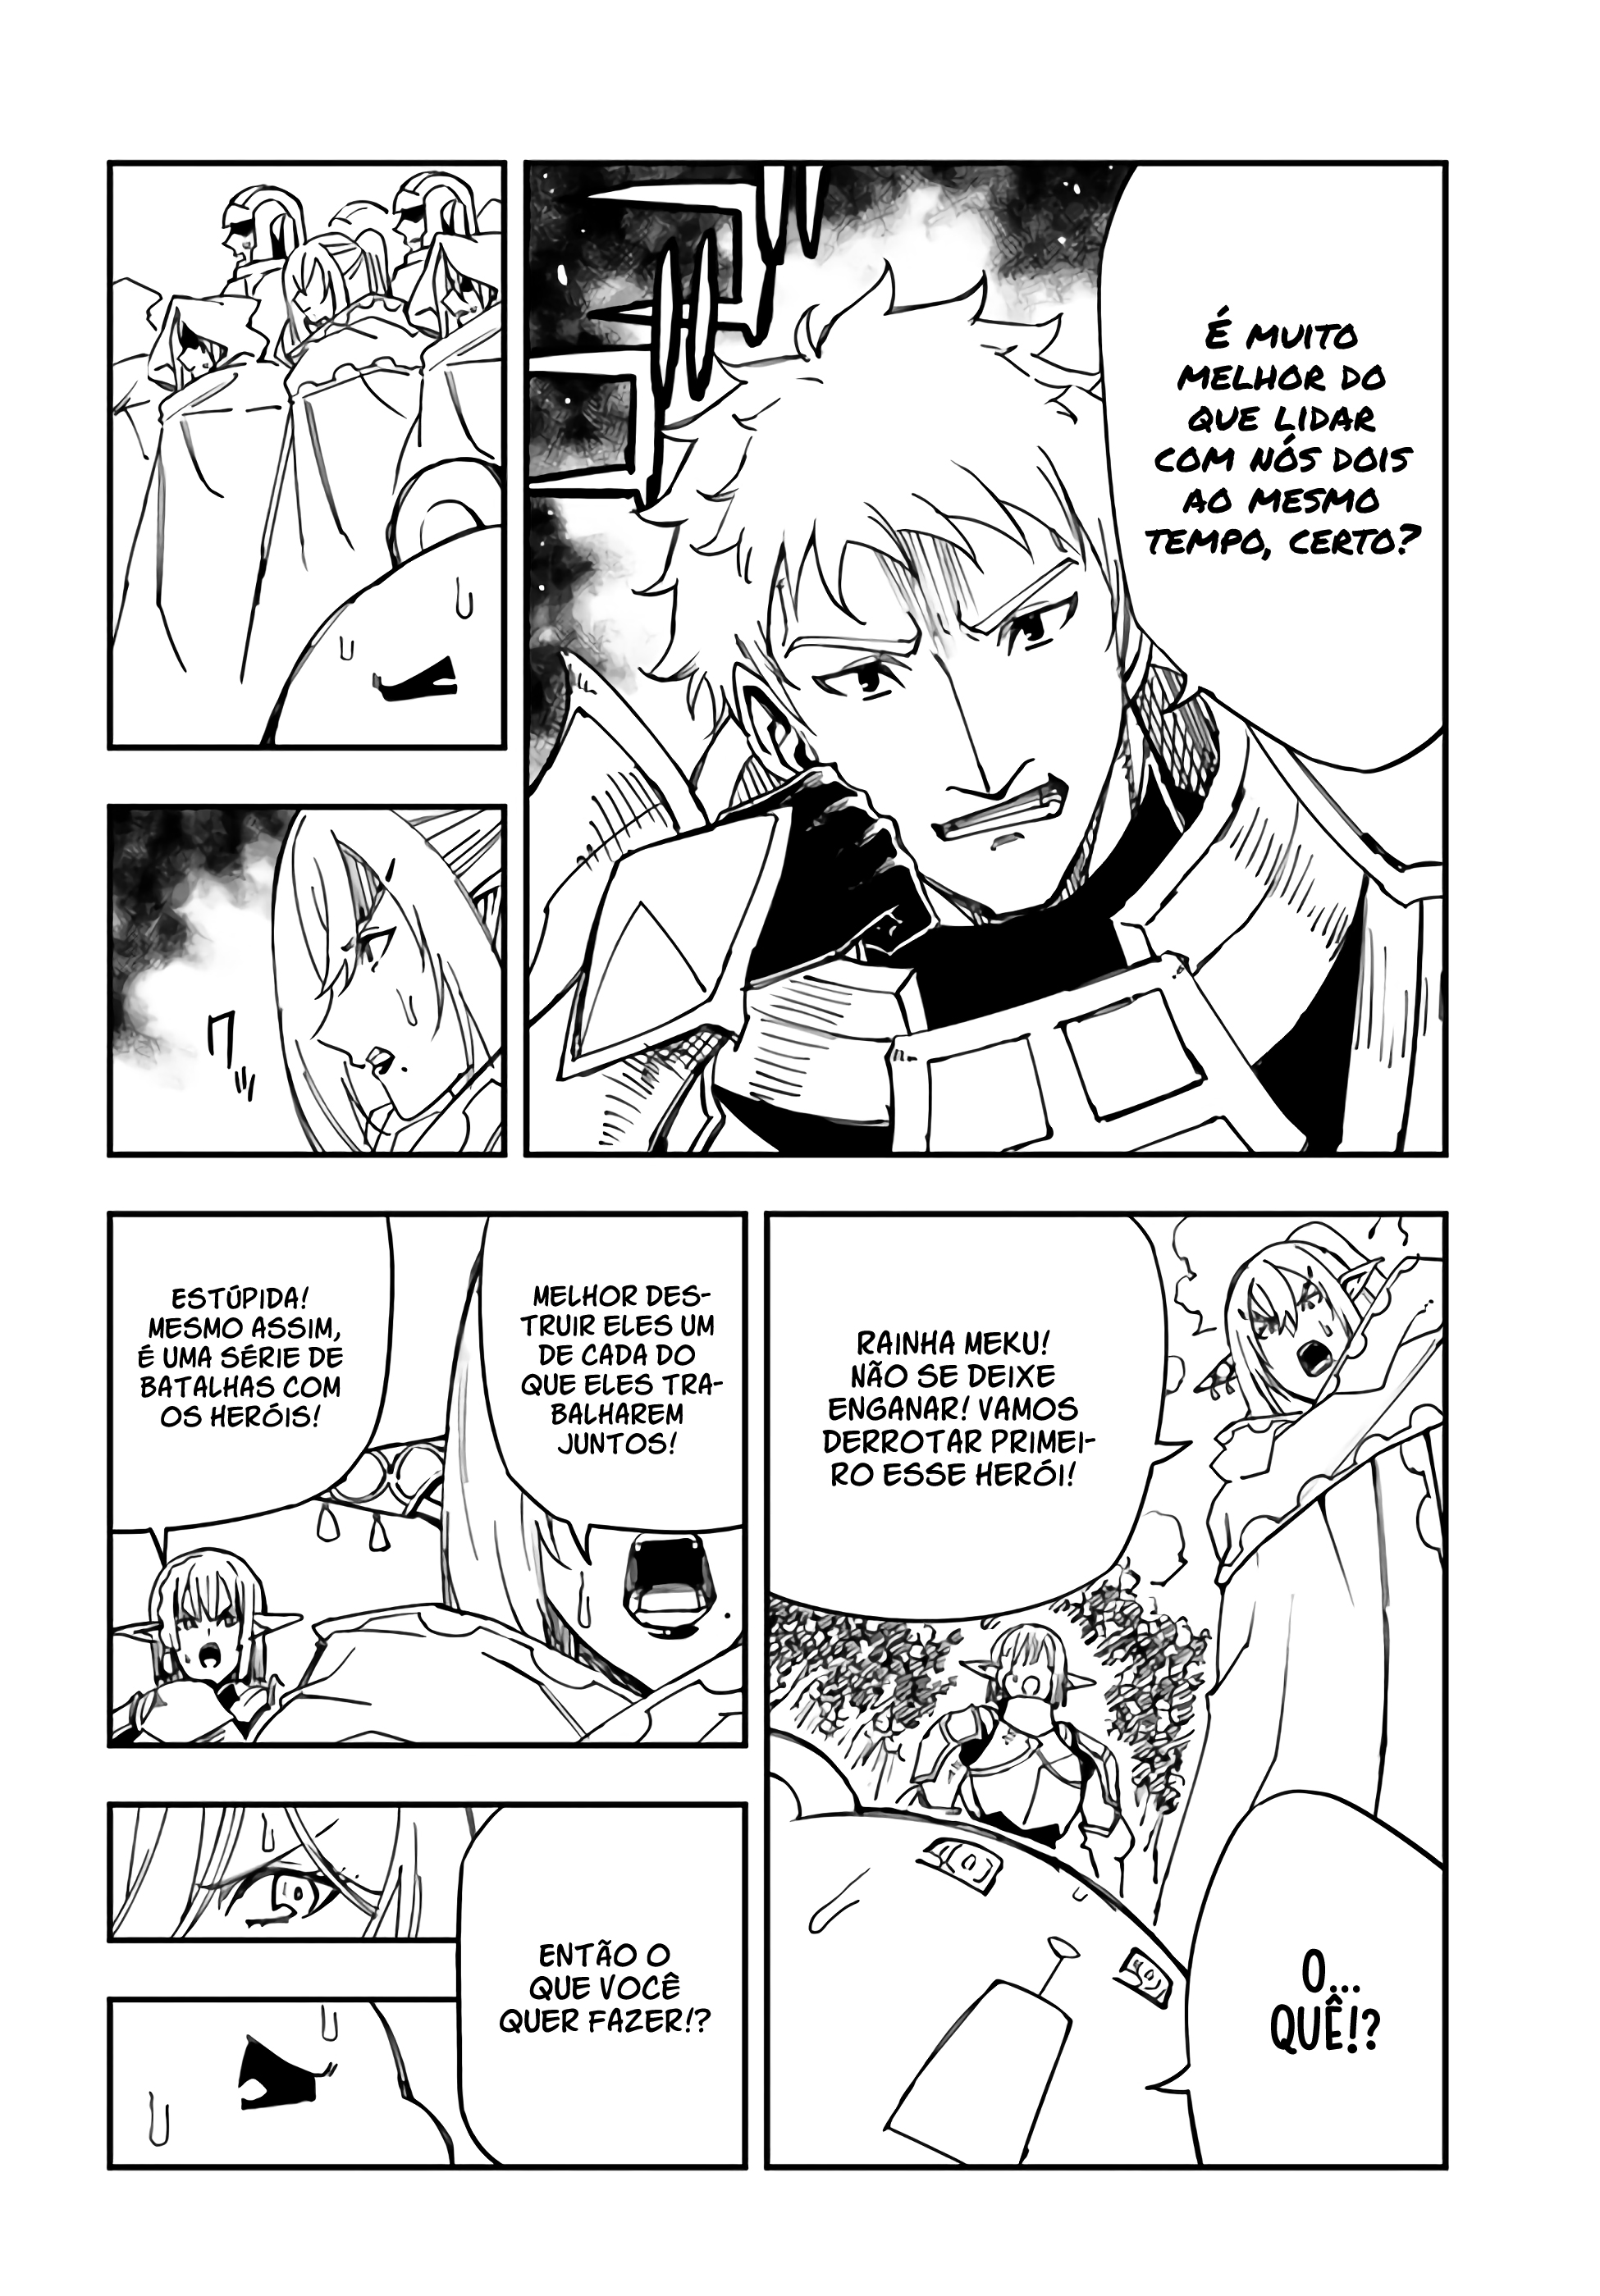 É MUITO
MELHOR DO
QUE LIDAR
COM NÓS DOIS
AO MESMO
TEMPO, CERTO?
RAINHA MEKU!
NÃO SE DEIXE
ENGANAR! VAMOS
DERROTAR PRIMEI-
RO ESSE HERÓI!
O...
QUÊ!?
MELHOR DES-
TRUIR ELES UM
DE CADA DO
QUE ELES TRA-
BALHAREM
JUNTOS!
ESTÚPIDA!
MESMO ASSIM,
É UMA SÉRIE DE
BATALHAS COM
OS HERÓIS!
ENTÃO O
QUE VOCÊ
QUER FAZER!?